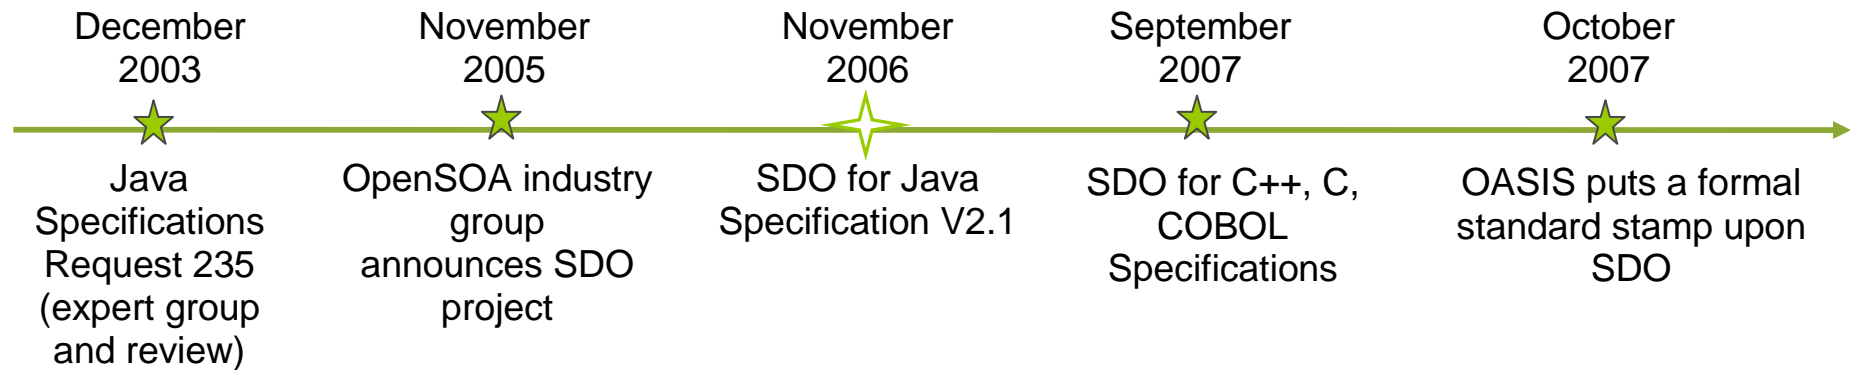 December
2003
Java
Specifications
Request 235
(expert group
and review)
November
2005
OpenSOA industry
group
announces SDO
project
November
2006
SDO for Java
Specification V2.1
September
2007
SDO for C++, C,
COBOL
Specifications
October
2007
OASIS puts a formal
standard stamp upon
SDO